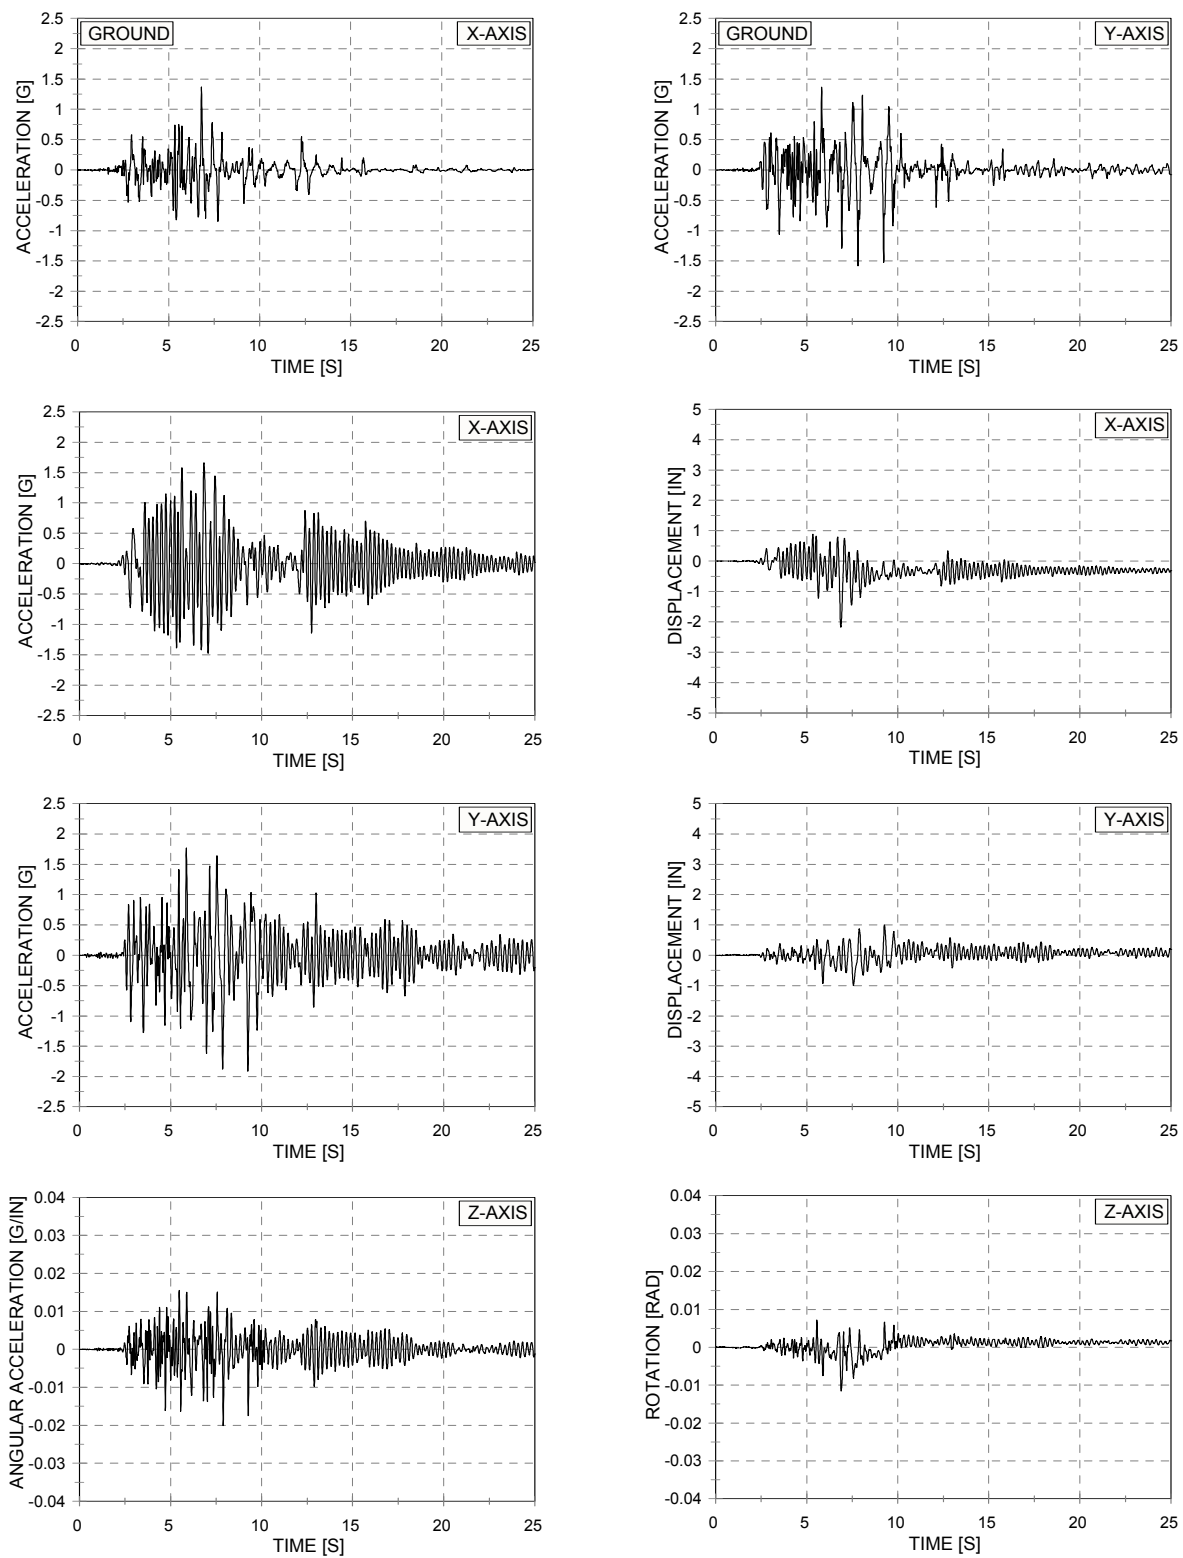 GROUND X-AXIS
2.5
2
1.5
1
0.5
0
-0.5
-1
-1.5
-2
-2.5
ACCELERATION [G]
0 5 10 15 20 25
TIME [S]
GROUND Y-AXIS
2.5
2
1.5
1
0.5
0
-0.5
-1
-1.5
-2
-2.5
ACCELERATION [G]
0 5 10 15 20 25
TIME [S]
X-AXIS
2.5
2
1.5
1
0.5
0
-0.5
-1
-1.5
-2
-2.5
ACCELERATION [G]
0 5 10 15 20 25
TIME [S]
X-AXIS
5
4
3
2
1
0
-1
-2
-3
-4
-5
DISPLACEMENT [IN]
0 5 10 15 20 25
TIME [S]
Y-AXIS
2.5
2
1.5
1
0.5
0
-0.5
-1
-1.5
-2
-2.5
ACCELERATION [G]
0 5 10 15 20 25
TIME [S]
Y-AXIS
5
4
3
2
1
0
-1
-2
-3
-4
-5
DISPLACEMENT [IN]
0 5 10 15 20 25
TIME [S]
Z-AXIS
0.04
0.03
0.02
0.01
0
-0.01
-0.02
-0.03
-0.04
ANGULAR ACCELERATION [G/IN]
0 5 10 15 20 25
TIME [S]
Z-AXIS
0.04
0.03
0.02
0.01
0
-0.01
-0.02
-0.03
-0.04
ROTATION [RAD]
0 5 10 15 20 25
TIME [S]